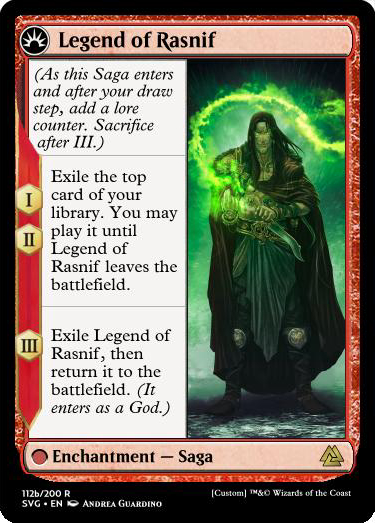 Legend of Rasnif
(As this Saga enters
and after your draw
step, add a lore
counter. Sacrifice
after III.)
I
II
Exile the top
card of your
library. You may
play it until
Legend of
Rasnif leaves the
battlefield.
III
Exile Legend of
Rasnif, then
return it to the
battlefield. (It
enters as a God.)
Enchantment — Saga
112b/200 R
SVG • EN Andrea Guardino
[Custom] ™&© Wizards of the Coast